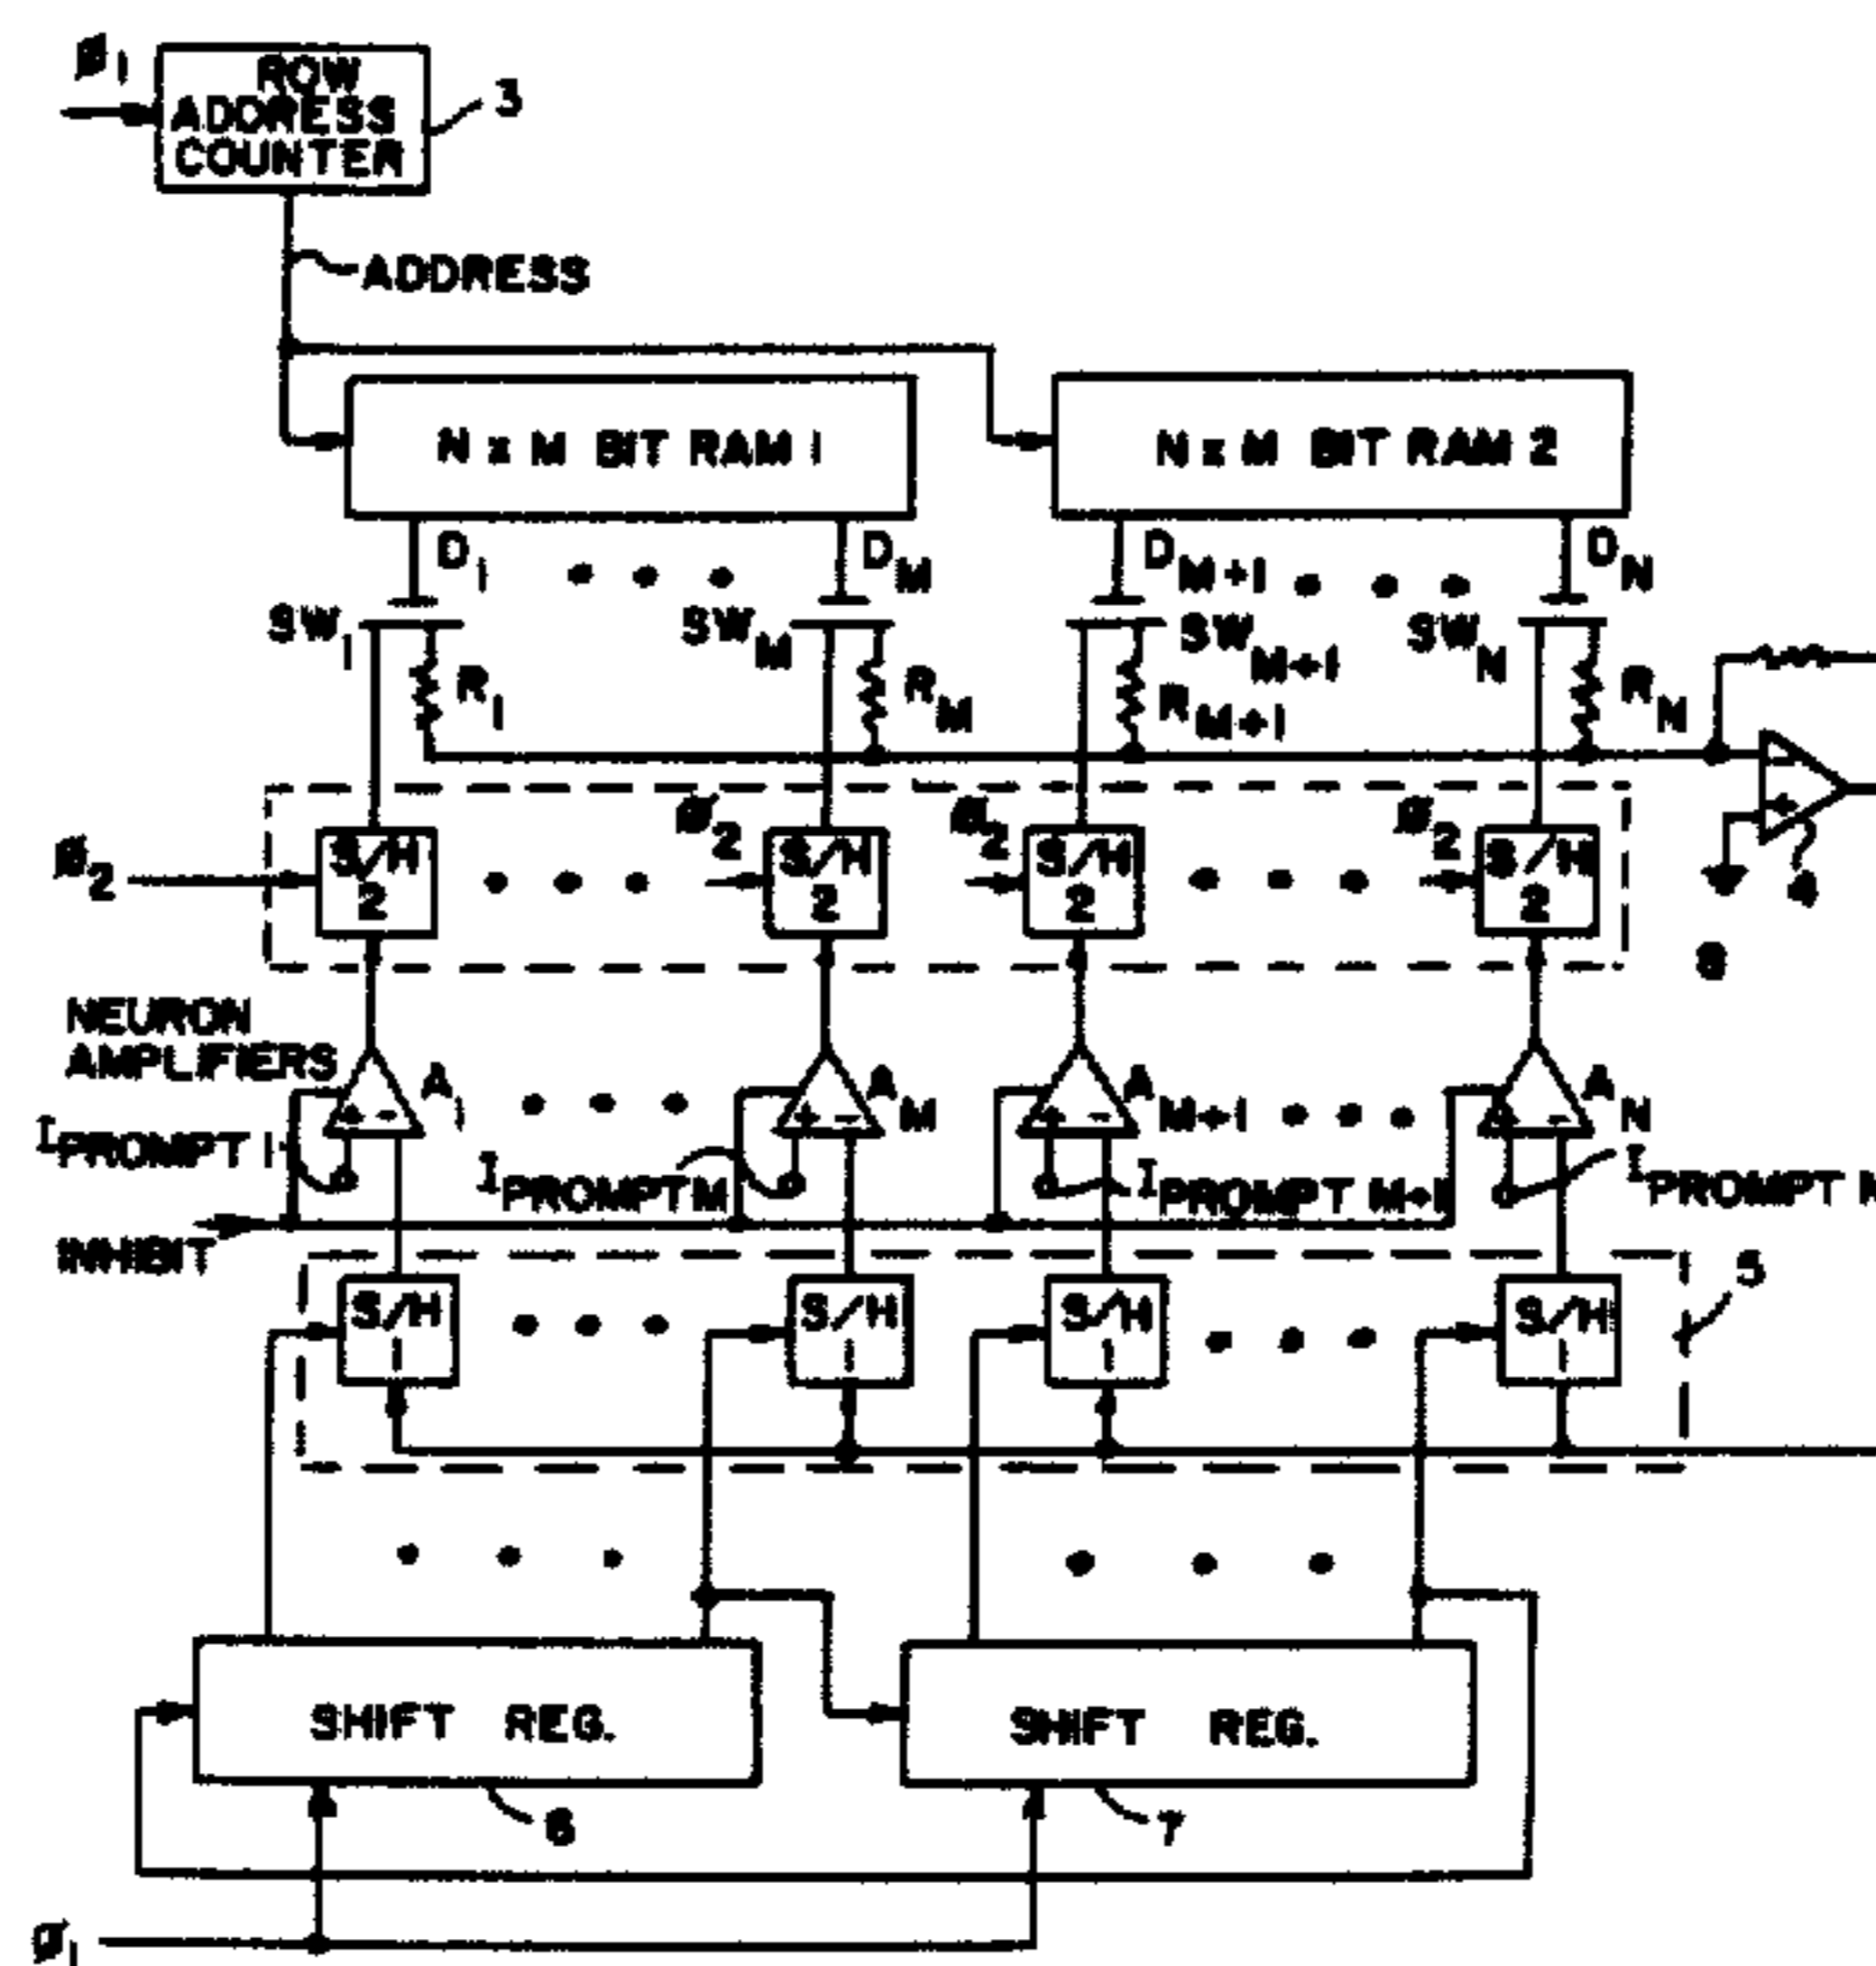 Ø1
ROW
ADDRESS
COUNTER
3
ADDRESS
N x M BIT RAM 1
N x M BIT RAM 2
D1
DM
DM+1
DN
SW1
SWM
SWM+1
SWN
R1
RM
RM+1
RN
Ø2
Ø2
Ø2
Ø2
S/H
2
S/H
2
S/H
2
S/H
2
4
8
NEURON
AMPLIFIERS
A1
AM
AM+1
AN
IPROMPT 1
IPROMPT M
IPROMPT M+1
IPROMPT N
INHIBIT
S/H
1
S/H
1
S/H
1
S/H
1
5
SHIFT REG.
SHIFT REG.
6
7
Ø1